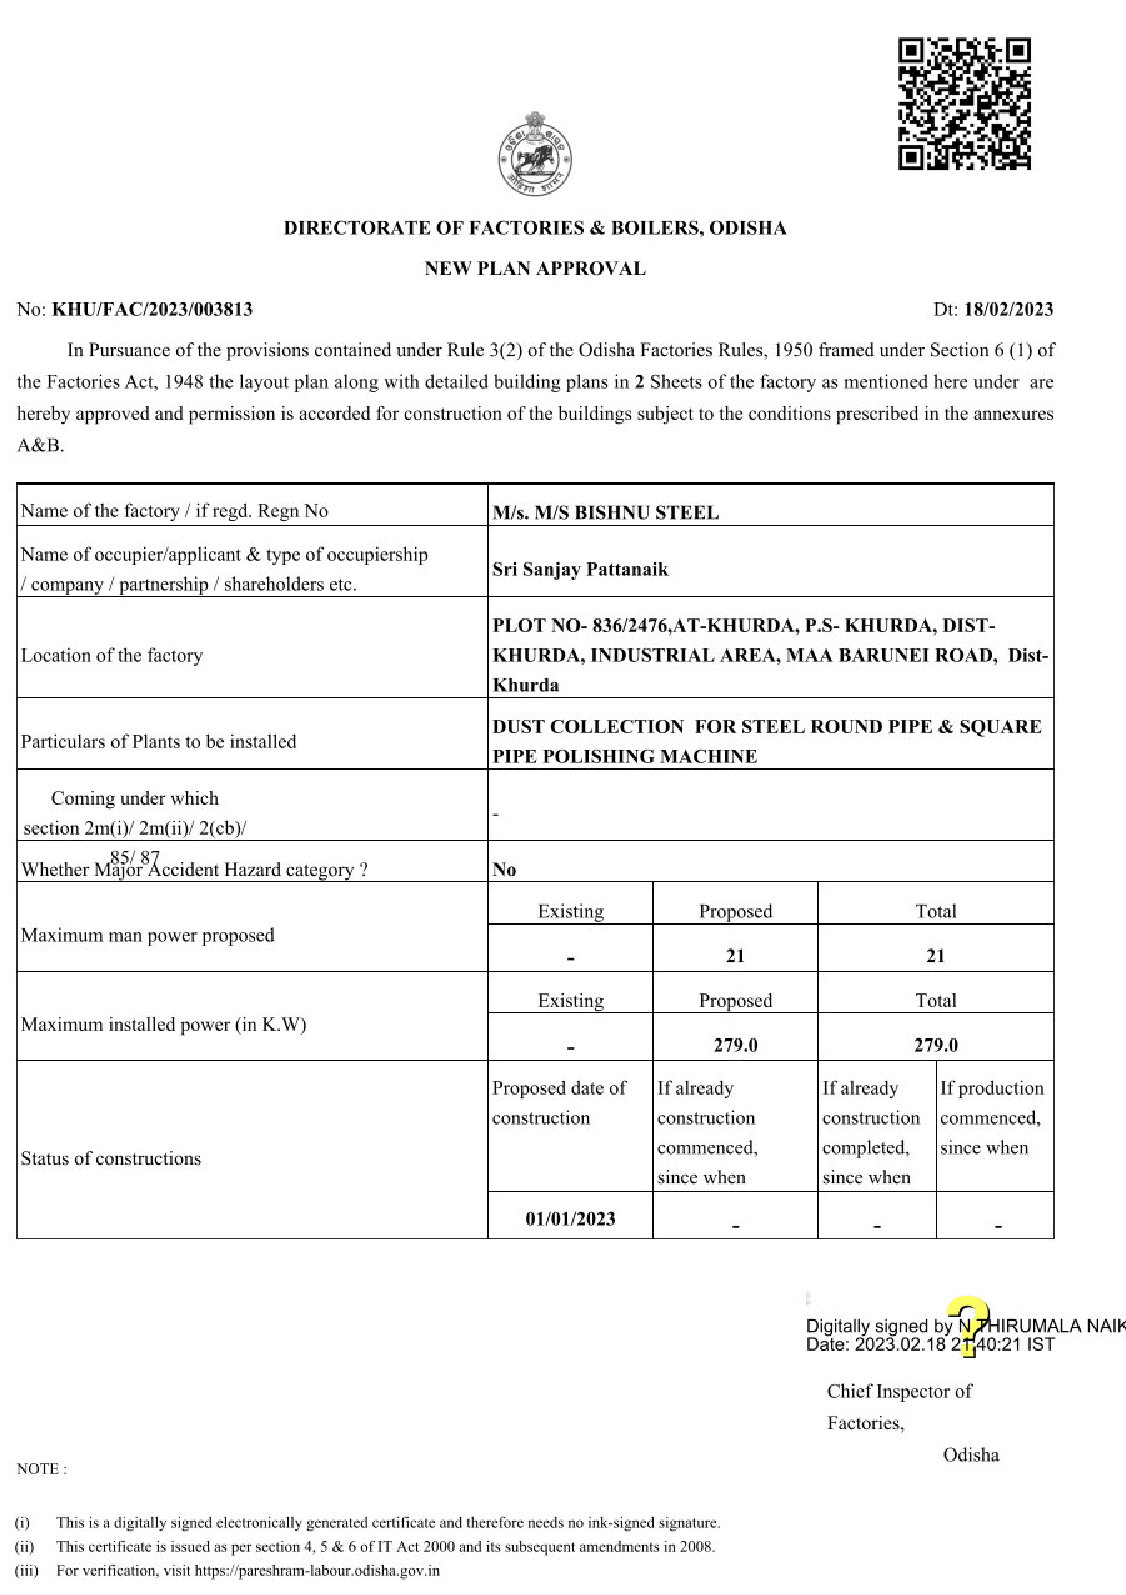 DIRECTORATE OF FACTORIES & BOILERS, ODISHA
NEW PLAN APPROVAL
No: KHU/FAC/2023/003813 Dt: 18/02/2023
In Pursuance of the provisions contained under Rule 3(2) of the Odisha Factories Rules, 1950 framed under Section 6 (1) of
the Factories Act, 1948 the layout plan along with detailed building plans in 2 Sheets of the factory as mentioned here under are
hereby approved and permission is accorded for construction of the buildings subject to the conditions prescribed in the annexures
A&B.
Name of the factory / if regd. Regn No
M/s. M/S BISHNU STEEL
Name of occupier/applicant & type of occupiership
/ company / partnership / shareholders etc.
Sri Sanjay Pattanaik
Location of the factory
PLOT NO- 836/2476,AT-KHURDA, P.S- KHURDA, DIST-
KHURDA, INDUSTRIAL AREA, MAA BARUNEI ROAD, Dist-
Khurda
Particulars of Plants to be installed
DUST COLLECTION FOR STEEL ROUND PIPE & SQUARE
PIPE POLISHING MACHINE
Coming under which
section 2m(i)/ 2m(ii)/ 2(cb)/
85/ 87
-
Whether Major Accident Hazard category ?
No
Maximum man power proposed
Existing Proposed Total
- 21 21
Maximum installed power (in K.W)
Existing Proposed Total
- 279.0 279.0
Status of constructions
Proposed date of
construction
If already
construction
commenced,
since when
If already
construction
completed,
since when
If production
commenced,
since when
01/01/2023 - - -
?
Digitally signed by N THIRUMALA NAIK
Date: 2023.02.18 21:40:21 IST
Chief Inspector of
Factories,
Odisha
NOTE :
(i) This is a digitally signed electronically generated certificate and therefore needs no ink-signed signature.
(ii) This certificate is issued as per section 4, 5 & 6 of IT Act 2000 and its subsequent amendments in 2008.
(iii) For verification, visit https://pareshram-labour.odisha.gov.in